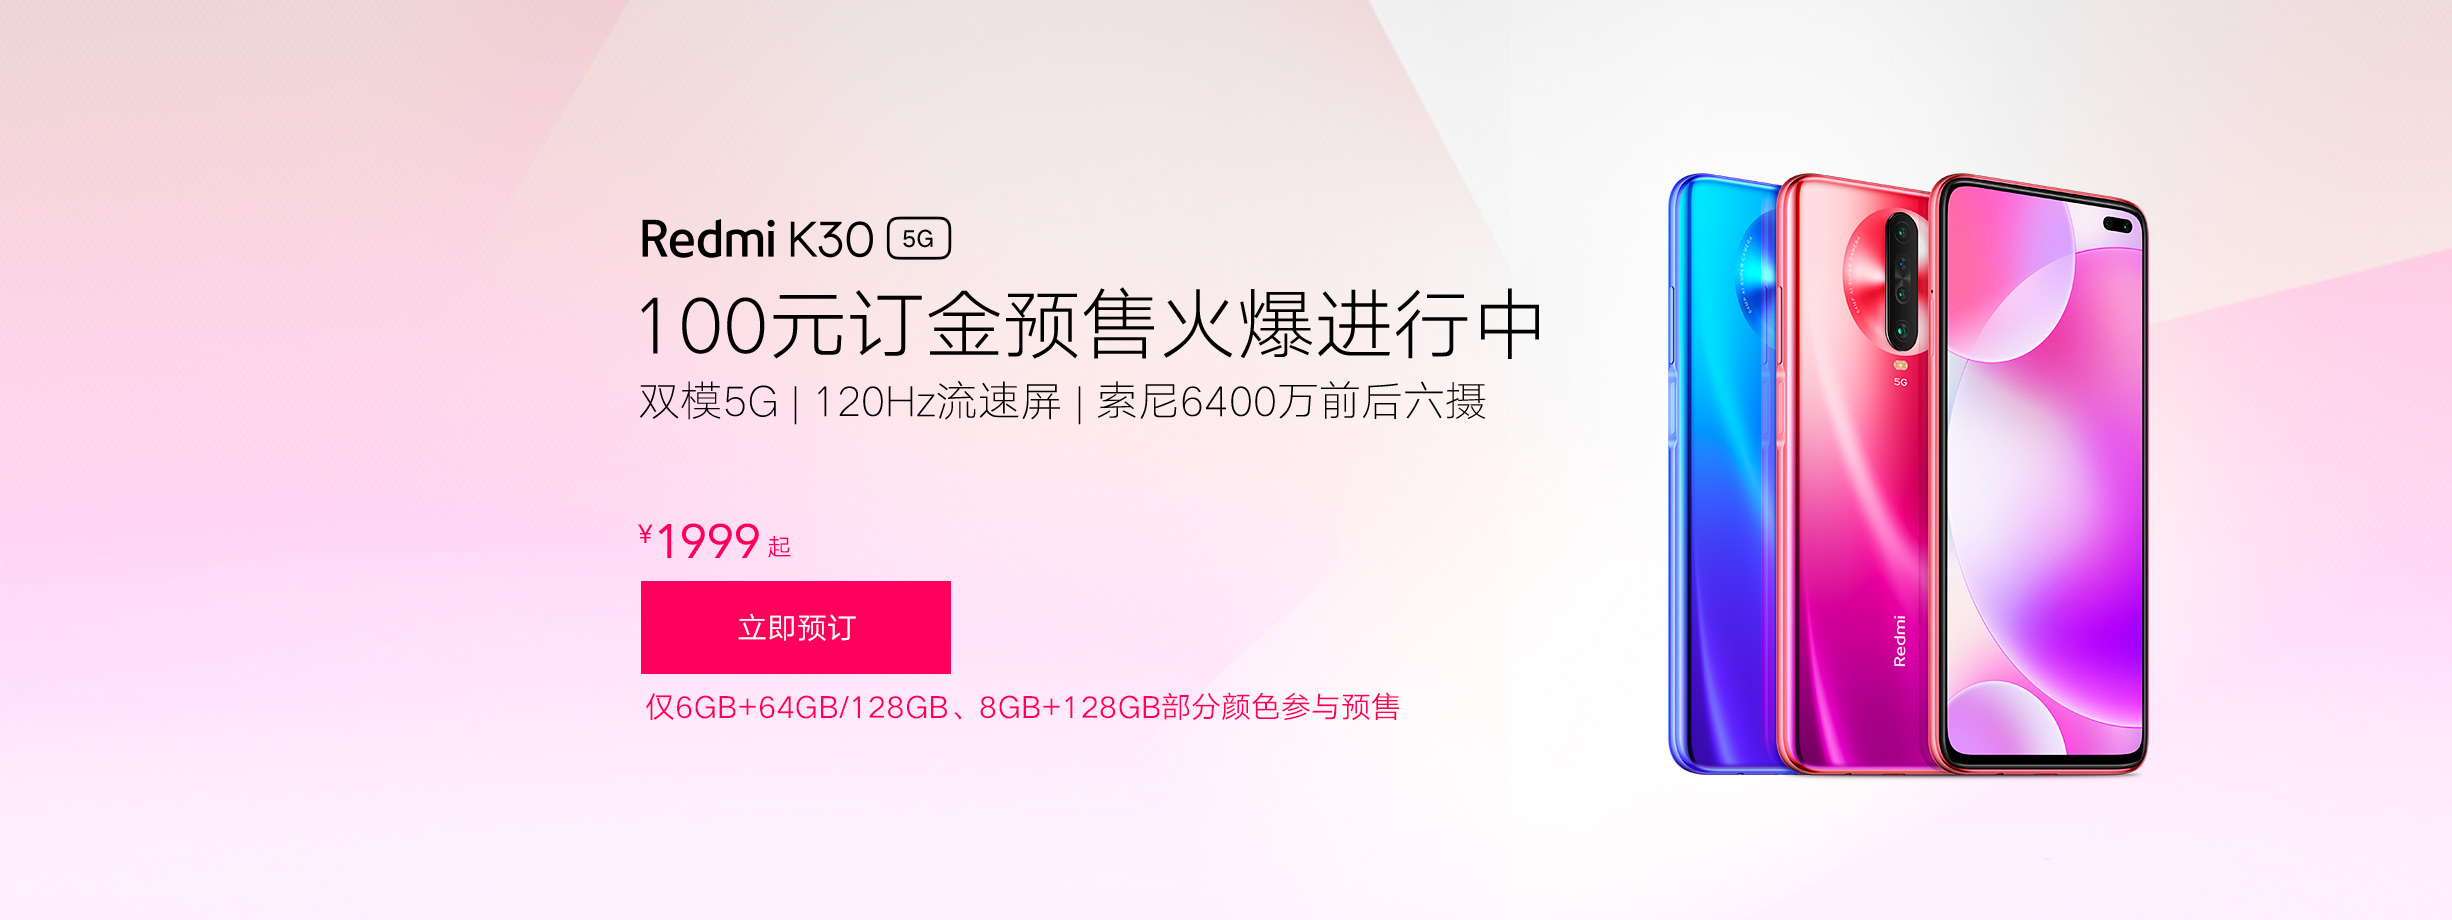 Redmi K30 5G
100元订金预售火爆进行中
双模5G | 120Hz流速屏 | 索尼6400万前后六摄
¥1999 起
立即预订
仅6GB+64GB/128GB、8GB+128GB部分颜色参与预售
5G
Redmi